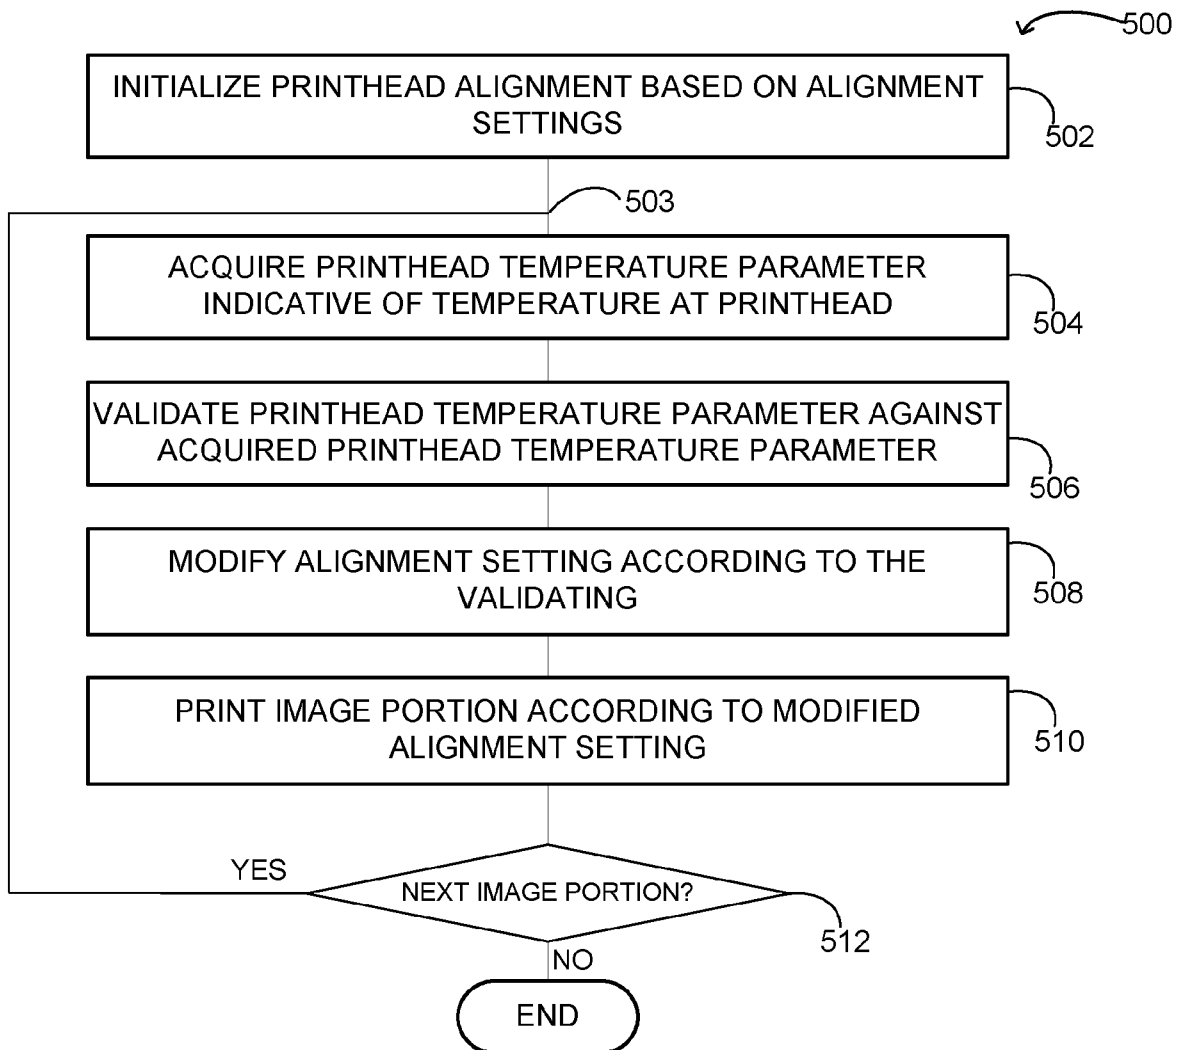 500
INITIALIZE PRINTHEAD ALIGNMENT BASED ON ALIGNMENT
SETTINGS
502
503
ACQUIRE PRINTHEAD TEMPERATURE PARAMETER
INDICATIVE OF TEMPERATURE AT PRINTHEAD
504
VALIDATE PRINTHEAD TEMPERATURE PARAMETER AGAINST
ACQUIRED PRINTHEAD TEMPERATURE PARAMETER
506
MODIFY ALIGNMENT SETTING ACCORDING TO THE
VALIDATING
508
PRINT IMAGE PORTION ACCORDING TO MODIFIED
ALIGNMENT SETTING
510
YES
NEXT IMAGE PORTION?
512
NO
END